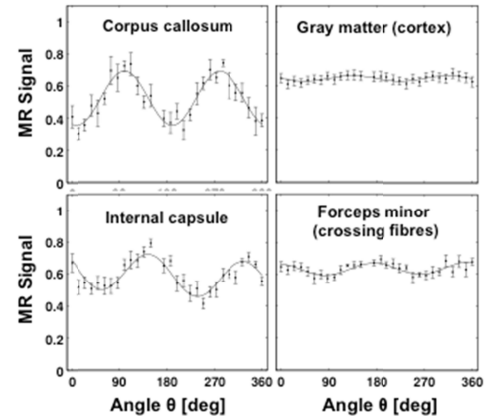 Corpus callosum
Gray matter (cortex)
MR Signal
1
0.8
0.6
0.4
0.2
0
Internal capsule
Forceps minor
(crossing fibres)
MR Signal
1
0.8
0.6
0.4
0.2
0
0 90 180 270 360
0 90 180 270 360
Angle θ [deg]
Angle θ [deg]